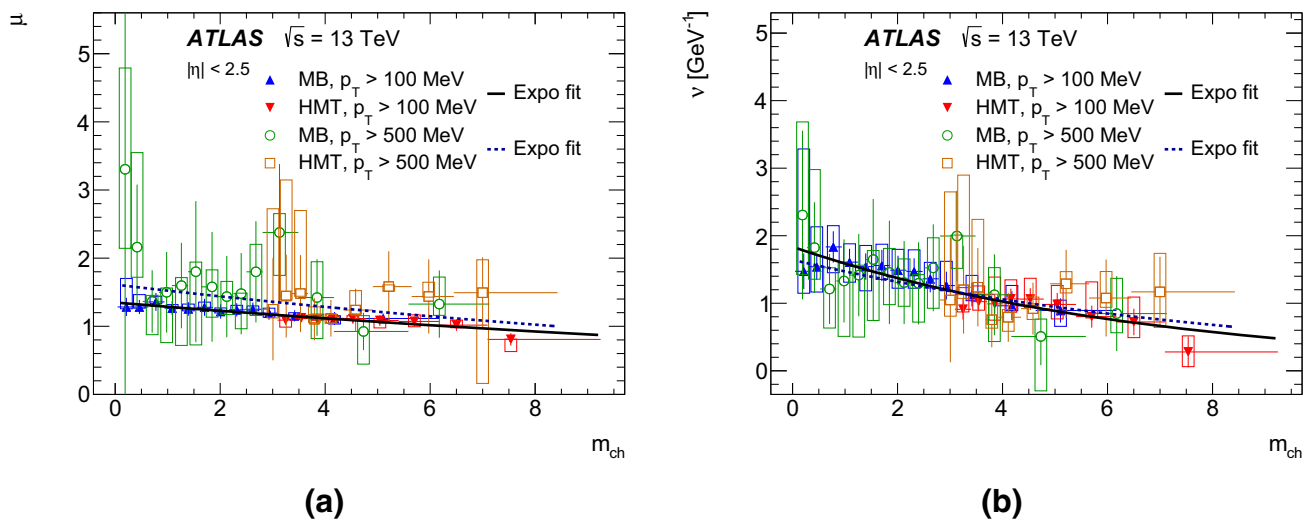 μ
5
4
3
2
1
0
ATLAS √s = 13 TeV
|η| < 2.5
MB, p_T > 100 MeV
HMT, p_T > 100 MeV
MB, p_T > 500 MeV
HMT, p_T > 500 MeV
Expo fit
Expo fit
0 2 4 6 8
m_ch
(a)
ν [GeV⁻¹]
5
4
3
2
1
0
ATLAS √s = 13 TeV
|η| < 2.5
MB, p_T > 100 MeV
HMT, p_T > 100 MeV
MB, p_T > 500 MeV
HMT, p_T > 500 MeV
Expo fit
Expo fit
0 2 4 6 8
m_ch
(b)